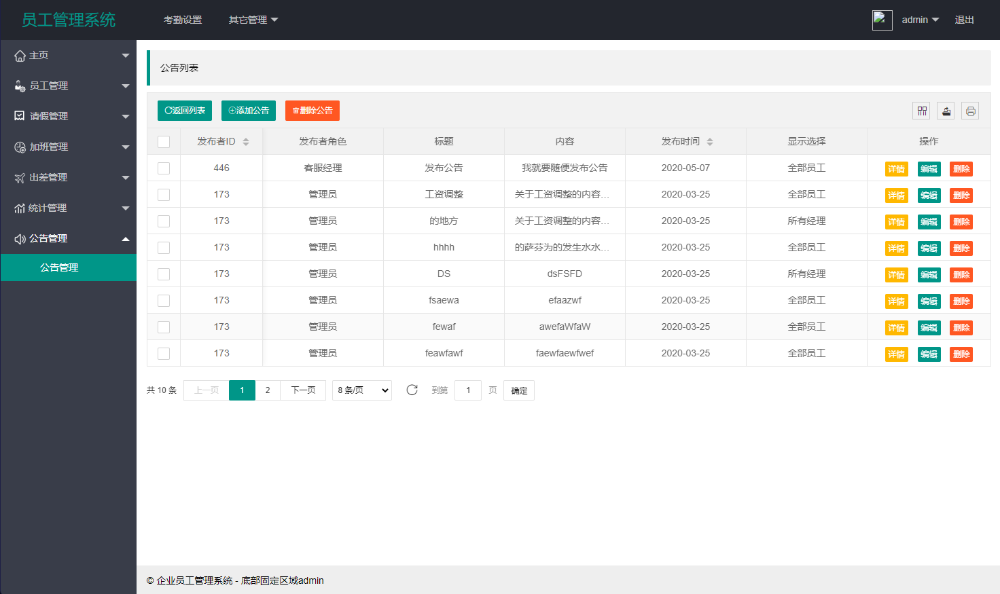 员工管理系统 考勤设置 其它管理 admin 退出
主页
员工管理
请假管理
加班管理
出差管理
统计管理
公告管理
公告管理
公告列表
返回列表 添加公告 删除公告
发布者ID 发布者角色 标题 内容 发布时间 显示选择 操作
446 客服经理 发布公告 我就要随便发布公告 2020-05-07 全部员工 详情 编辑 删除
173 管理员 工资调整 关于工资调整的内容... 2020-03-25 全部员工 详情 编辑 删除
173 管理员 的地方 关于工资调整的内容... 2020-03-25 所有经理 详情 编辑 删除
173 管理员 hhhh 的萨芬为的发生水水... 2020-03-25 全部员工 详情 编辑 删除
173 管理员 DS dsFSFD 2020-03-25 所有经理 详情 编辑 删除
173 管理员 fsaewa efaazwf 2020-03-25 全部员工 详情 编辑 删除
173 管理员 fewaf awefaWfaW 2020-03-25 全部员工 详情 编辑 删除
173 管理员 feawfawf faewfaewfwef 2020-03-25 全部员工 详情 编辑 删除
共 10 条 上一页 1 2 下一页 8 条/页 到第 1 页 确定
© 企业员工管理系统 - 底部固定区域admin